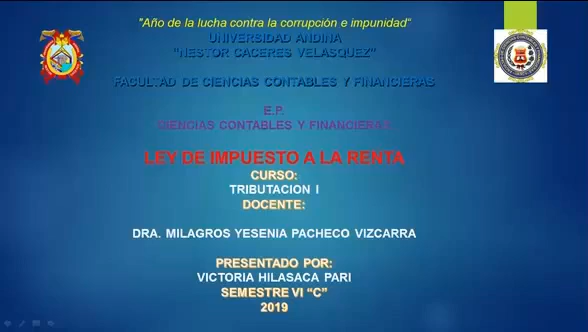 "Año de la lucha contra la corrupción e impunidad"
UNIVERSIDAD ANDINA
"NESTOR CACERES VELASQUEZ"
FACULTAD DE CIENCIAS CONTABLES Y FINANCIERAS
E.P.
CIENCIAS CONTABLES Y FINANCIERAS
LEY DE IMPUESTO A LA RENTA
CURSO:
TRIBUTACION I
DOCENTE:
DRA. MILAGROS YESENIA PACHECO VIZCARRA
PRESENTADO POR:
VICTORIA HILASACA PARI
SEMESTRE VI “C”
2019